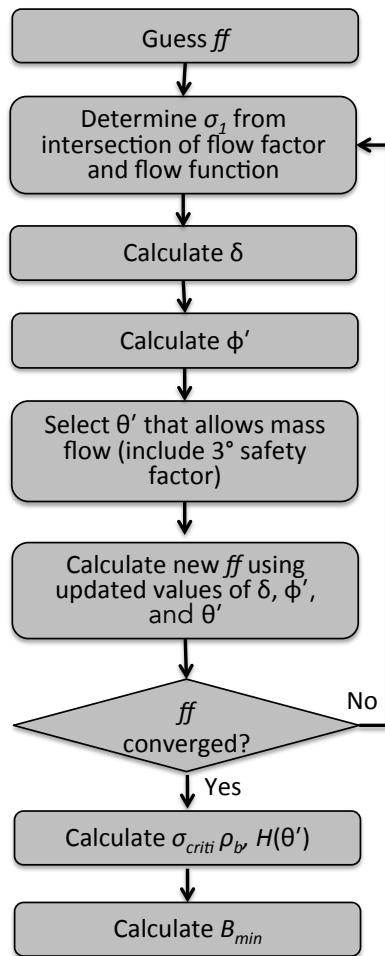 Guess ff
Determine σ1 from
intersection of flow factor
and flow function
Calculate δ
Calculate ϕ′
Select θ′ that allows mass
flow (include 3° safety
factor)
Calculate new ff using
updated values of δ, ϕ′,
and θ′
ff
converged?
No
Yes
Calculate σcriti ρb, H(θ′)
Calculate Bmin